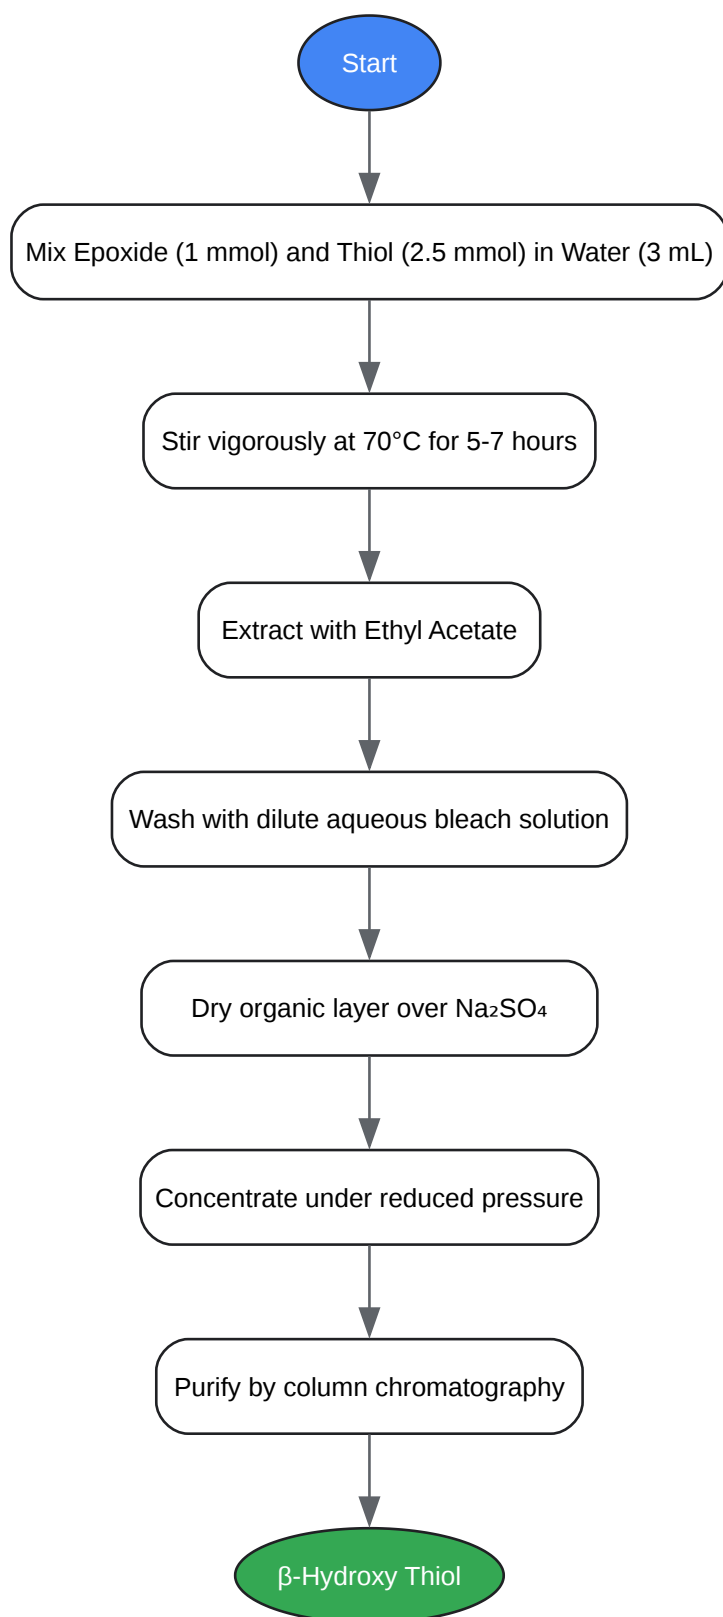 Start
Mix Epoxide (1 mmol) and Thiol (2.5 mmol) in Water (3 mL)
Stir vigorously at 70°C for 5-7 hours
Extract with Ethyl Acetate
Wash with dilute aqueous bleach solution
Dry organic layer over Na₂SO₄
Concentrate under reduced pressure
Purify by column chromatography
β-Hydroxy Thiol